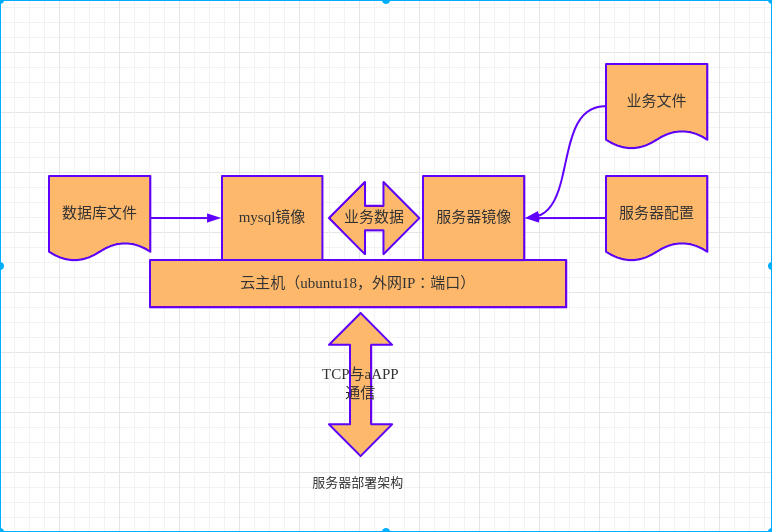 业务文件
数据库文件
mysql镜像
业务数据
服务器镜像
服务器配置
云主机（ubuntu18，外网IP：端口）
TCP与aAPP
通信
服务器部署架构